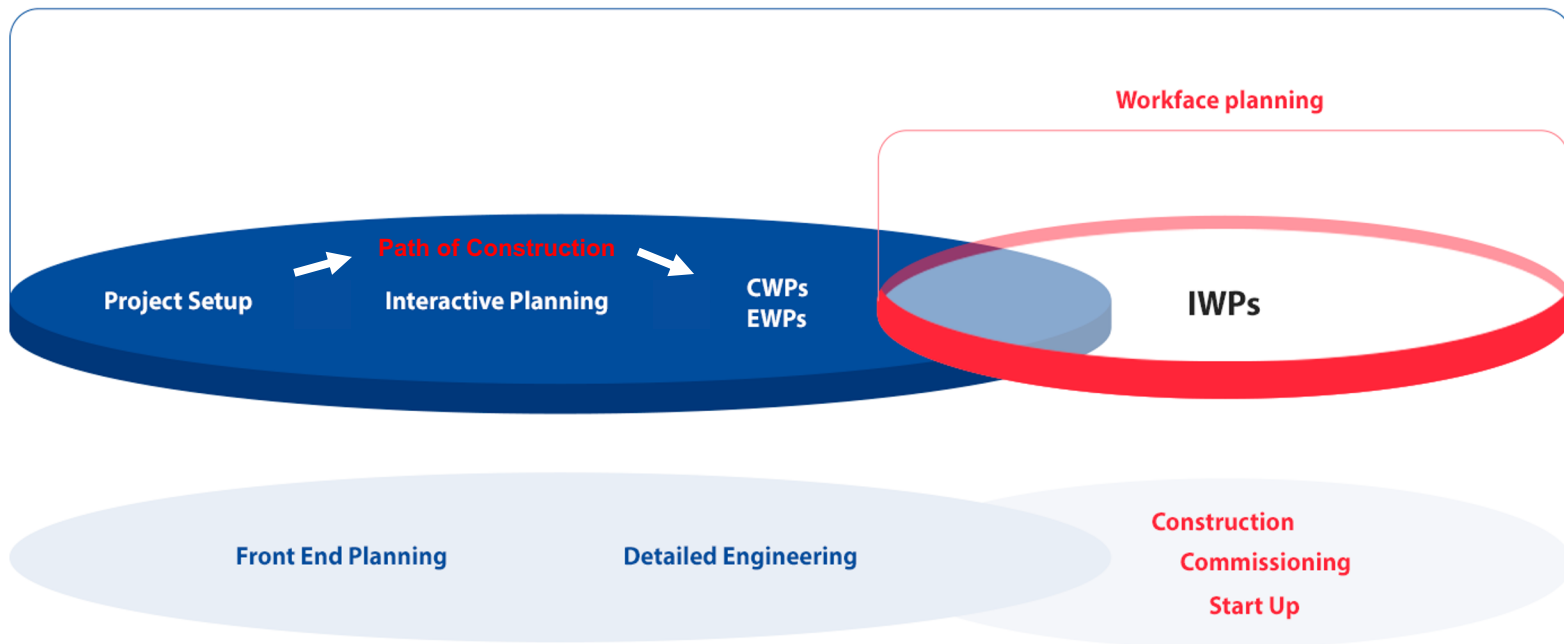 Workface planning
Path of Construction
Project Setup
Interactive Planning
CWPs
EWPs
IWPs
Front End Planning
Detailed Engineering
Construction
Commissioning
Start Up